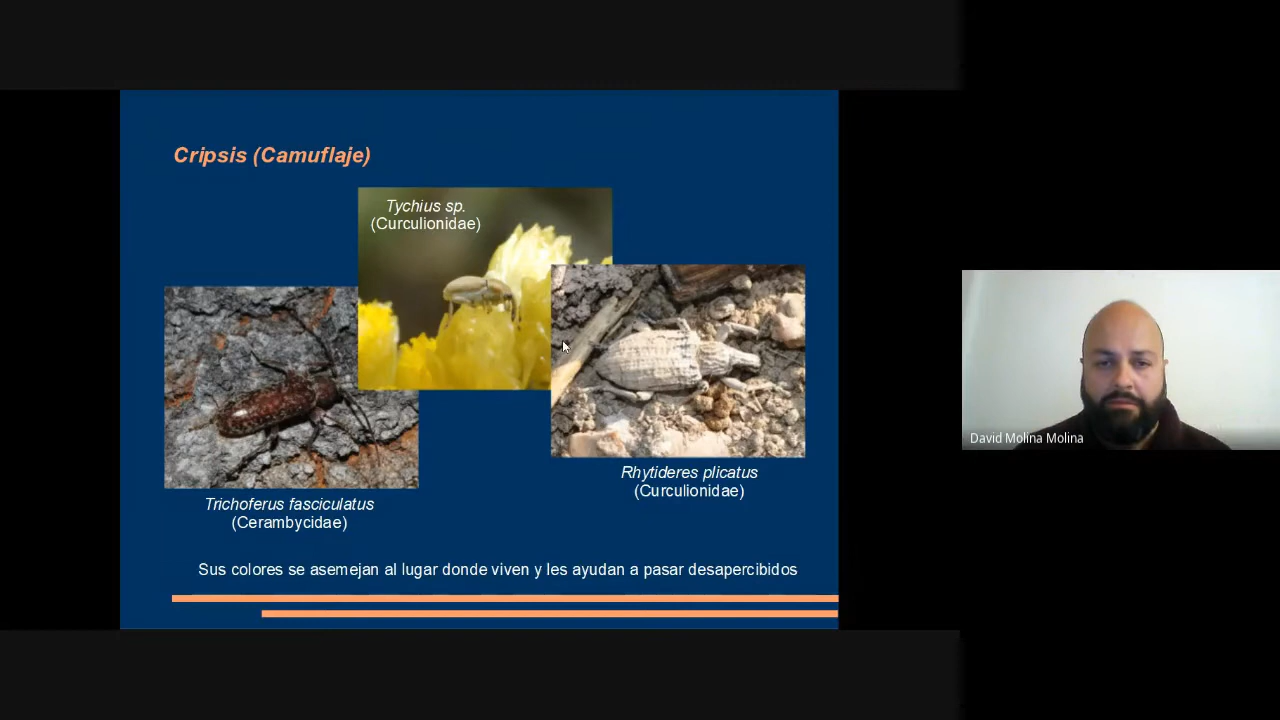 Cripsis (Camuflaje)
Tychius sp.
(Curculionidae)
Rhytideres plicatus
(Curculionidae)
Trichoferus fasciculatus
(Cerambycidae)
Sus colores se asemejan al lugar donde viven y les ayudan a pasar desapercibidos
David Molina Molina